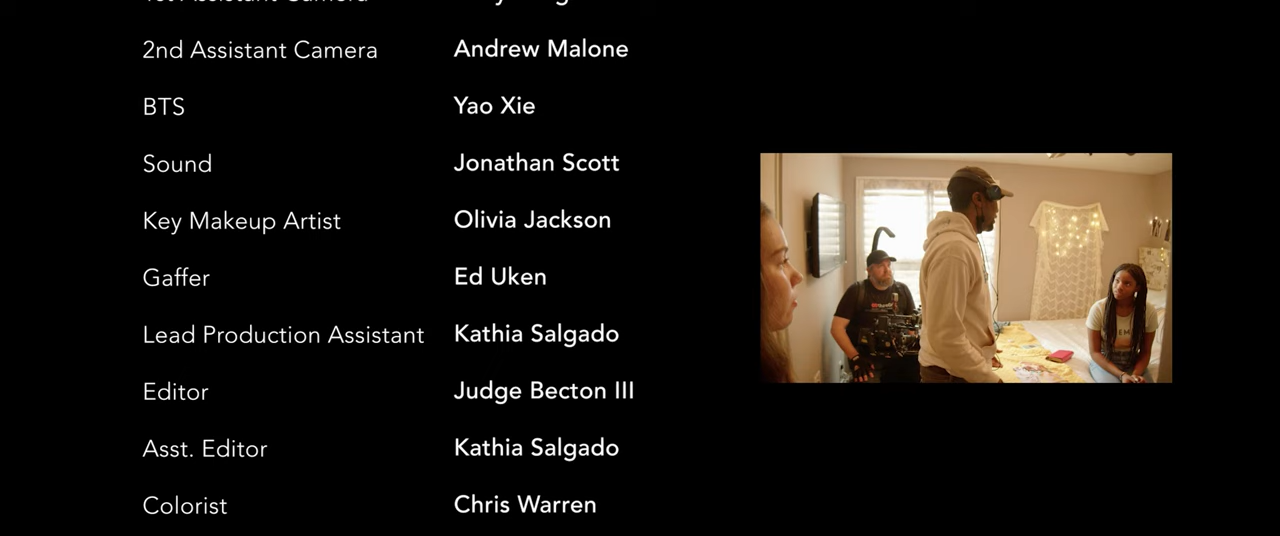 2nd Assistant Camera Andrew Malone
BTS Yao Xie
Sound Jonathan Scott
Key Makeup Artist Olivia Jackson
Gaffer Ed Uken
Lead Production Assistant Kathia Salgado
Editor Judge Becton III
Asst. Editor Kathia Salgado
Colorist Chris Warren